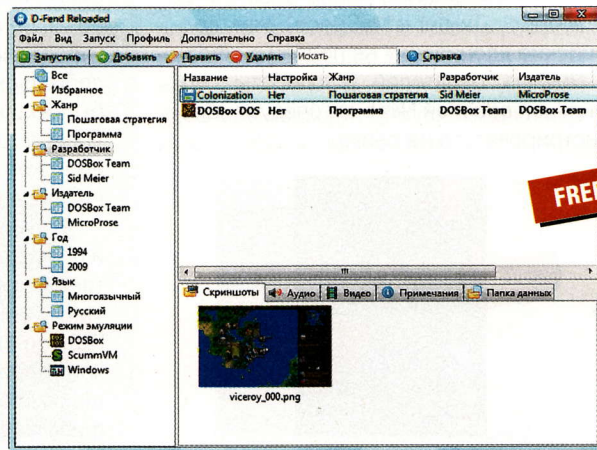 D-Fend Reloaded
Файл Вид Запуск Профиль Дополнительно Справка
Запустить Добавить Править Удалить Искать Справка
Все
Избранное
Жанр
Пошаговая стратегия
Программа
Разработчик
DOSBox Team
Sid Meier
Издатель
DOSBox Team
MicroProse
Год
1994
2009
Язык
Многоязычный
Русский
Режим эмуляции
DOSBox
ScummVM
Windows
Название Настройка Жанр Разработчик Издатель
Colonization Нет Пошаговая стратегия Sid Meier MicroProse
DOSBox DOS Нет Программа DOSBox Team DOSBox Team
FREE
Скриншоты Аудио Видео Примечания Папка данных
viceroy_000.png